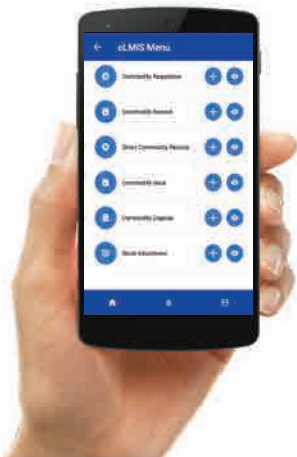 eLMIS Menu
Commodity Requisition
Commodity Receive
Direct Commodity Receive
Commodity Issue
Commodity Dispose
Stock Adjustment